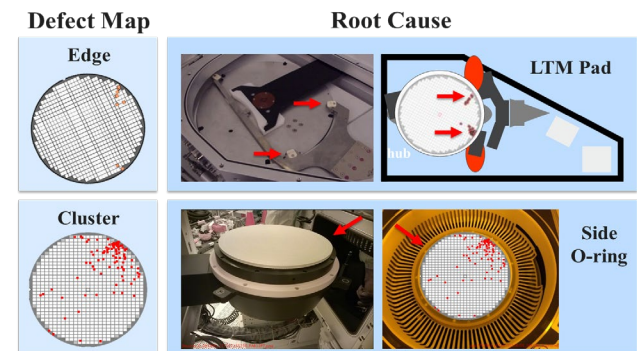 Defect Map
Root Cause
Edge
LTM Pad
hub
Cluster
Side
O-ring